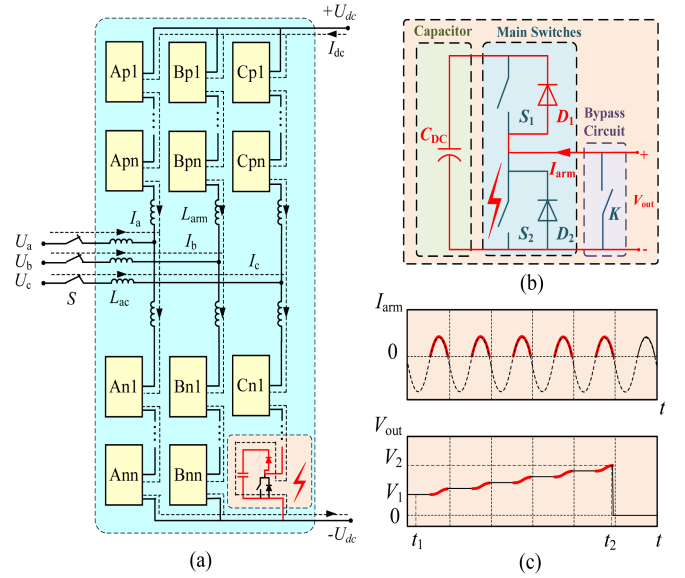 +U_dc
I_dc
Ap1 Bp1 Cp1
Apn Bpn Cpn
L_arm
I_a
U_a
I_b
U_b
I_c
U_c
S
L_ac
An1 Bn1 Cn1
Ann Bnn
-U_dc
(a)
Capacitor
Main Switches
Bypass
Circuit
S_1 D_1
C_DC
I_arm
+
V_out
K
S_2 D_2
-
(b)
I_arm
0
t
V_out
V_2
V_1
0
t_1 t_2 t
(c)